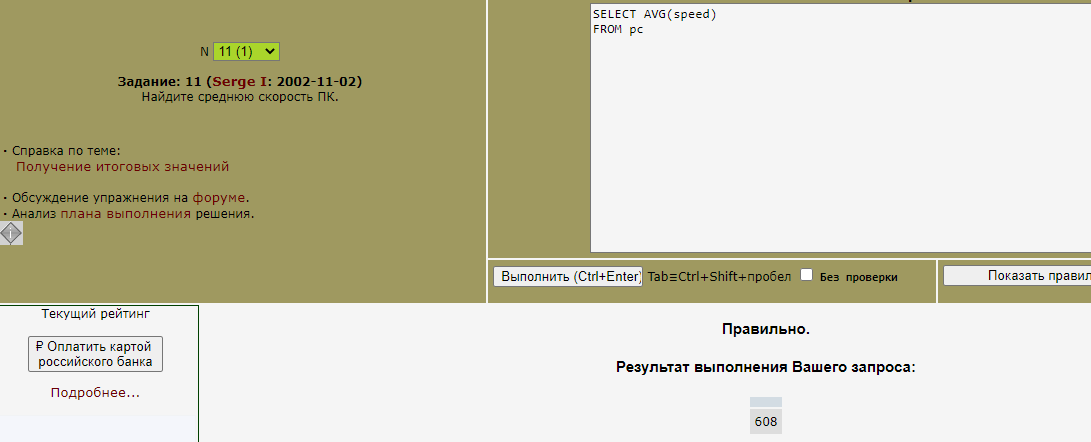 SELECT AVG(speed)
FROM pc
N 11 (1)
Задание: 11 (Serge I: 2002-11-02)
Найдите среднюю скорость ПК.
· Справка по теме:
Получение итоговых значений
· Обсуждение упражнения на форуме.
· Анализ плана выполнения решения.
Выполнить (Ctrl+Enter) Tab≡Ctrl+Shift+пробел Без проверки
Показать правил
Текущий рейтинг
₽ Оплатить картой
российского банка
Подробнее...
Правильно.
Результат выполнения Вашего запроса:
608